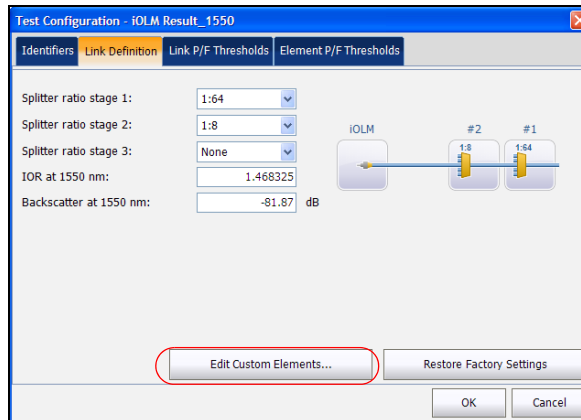 Test Configuration - iOLM Result_1550
Identifiers Link Definition Link P/F Thresholds Element P/F Thresholds
Splitter ratio stage 1: 1:64
Splitter ratio stage 2: 1:8
Splitter ratio stage 3: None
IOR at 1550 nm: 1.468325
Backscatter at 1550 nm: -81.87 dB
iOLM #2 #1
1:8 1:64
Edit Custom Elements... Restore Factory Settings
OK Cancel